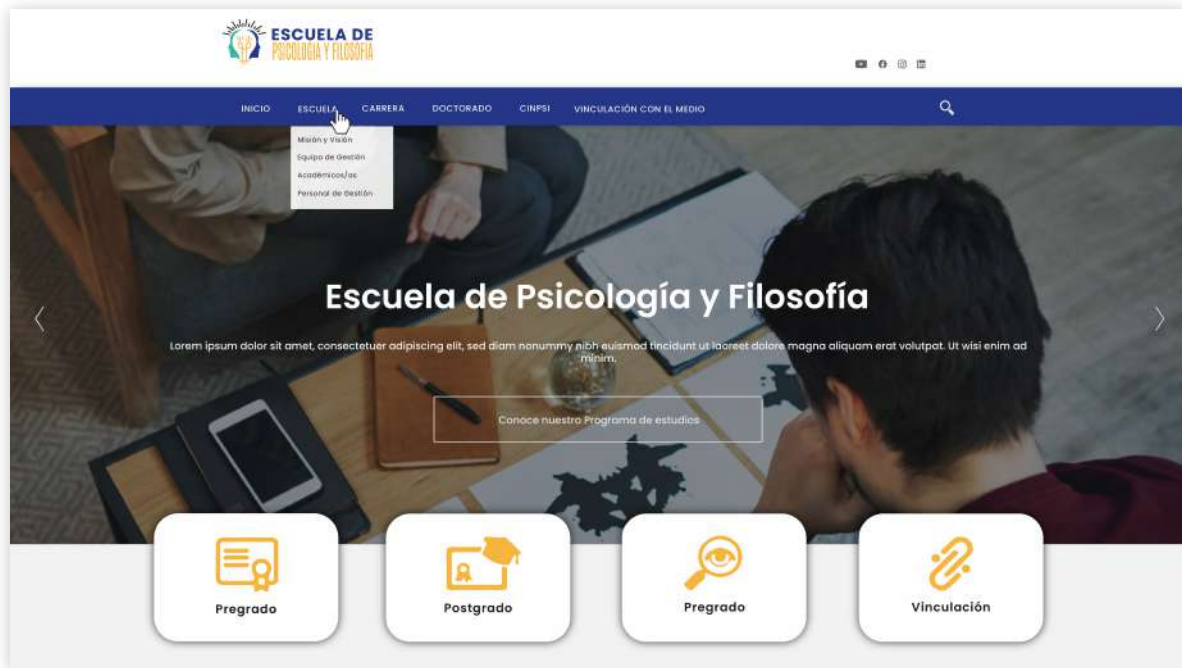 ESCUELA DE
PSICOLOGÍA Y FILOSOFÍA
INICIO ESCUELA CARRERA DOCTORADO CINPSI VINCULACIÓN CON EL MEDIO
Misión y Visión
Equipo de Gestión
Académicos/as
Personal de Gestión
Escuela de Psicología y Filosofía
Lorem ipsum dolor sit amet, consectetuer adipiscing elit, sed diam nonummy nibh euismod tincidunt ut laoreet dolore magna aliquam erat volutpat. Ut wisi enim ad
minim.
Conoce nuestro Programa de estudios
Pregrado Postgrado Pregrado Vinculación